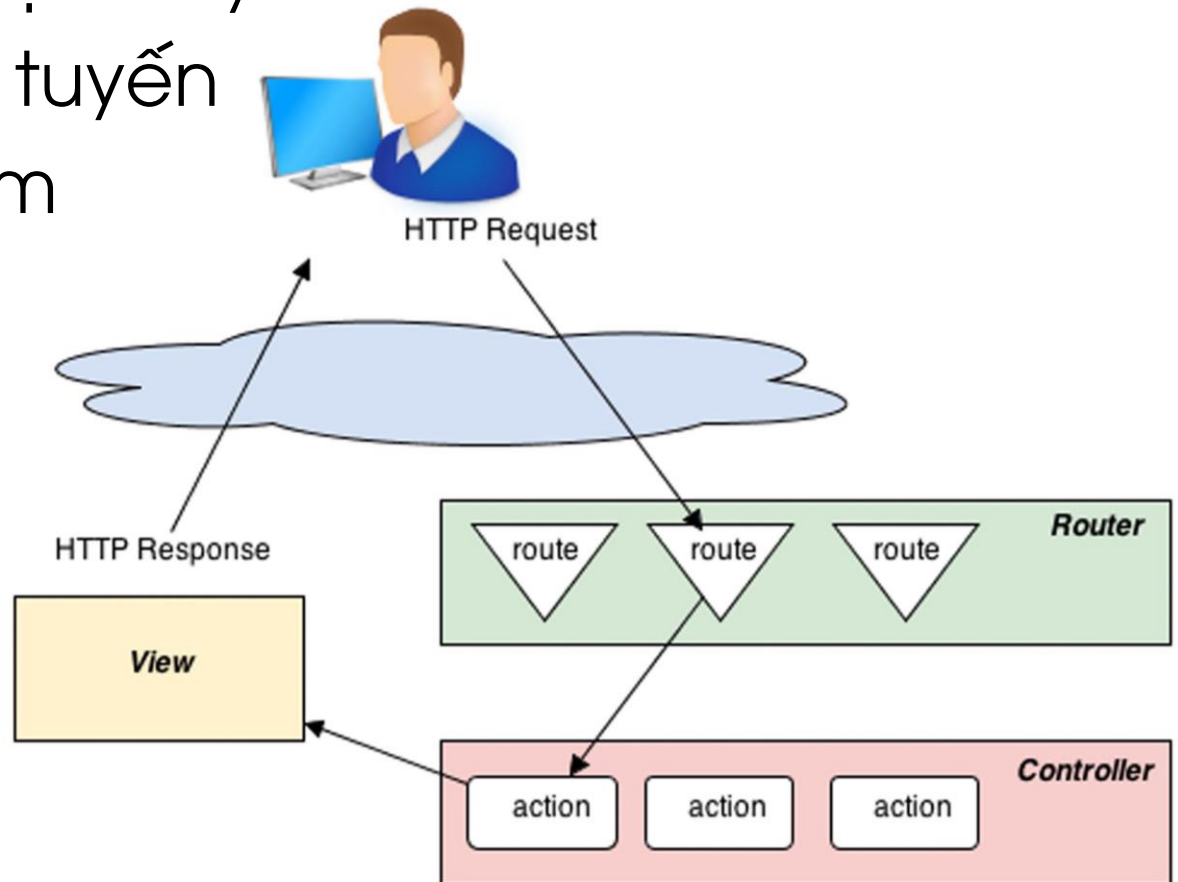 tuyến
m
HTTP Request
HTTP Response
Router
route
route
route
View
Controller
action
action
action